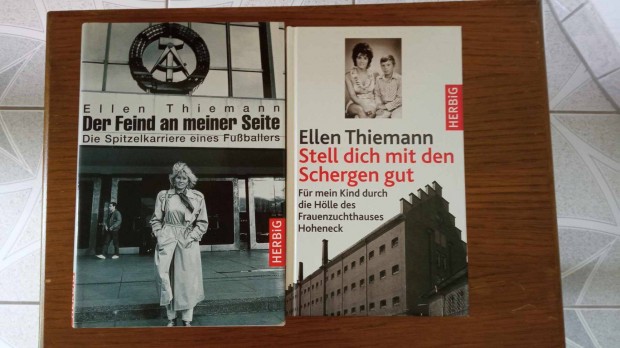 Ellen Thiemann
Der Feind an meiner Seite
Die Spitzelkarriere eines Fußballers
HERBiG
HERBiG
Ellen Thiemann
Stell dich mit den
Schergen gut
Für mein Kind durch
die Hölle des
Frauenzuchthauses
Hoheneck